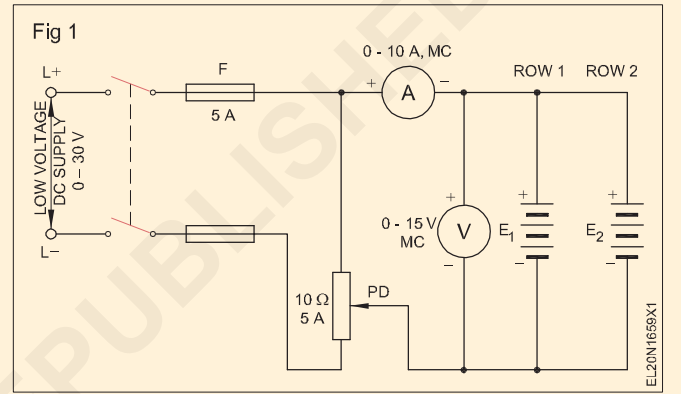 Fig 1
0 - 10 A, MC
ROW 1
ROW 2
L+
F
+
A
–
5 A
LOW VOLTAGE
DC SUPPLY
0 – 30 V
+
+
+
0 - 15 V
MC
V
E1
E2
–
–
–
L–
10 Ω
5 A
PD
EL20N1659X1